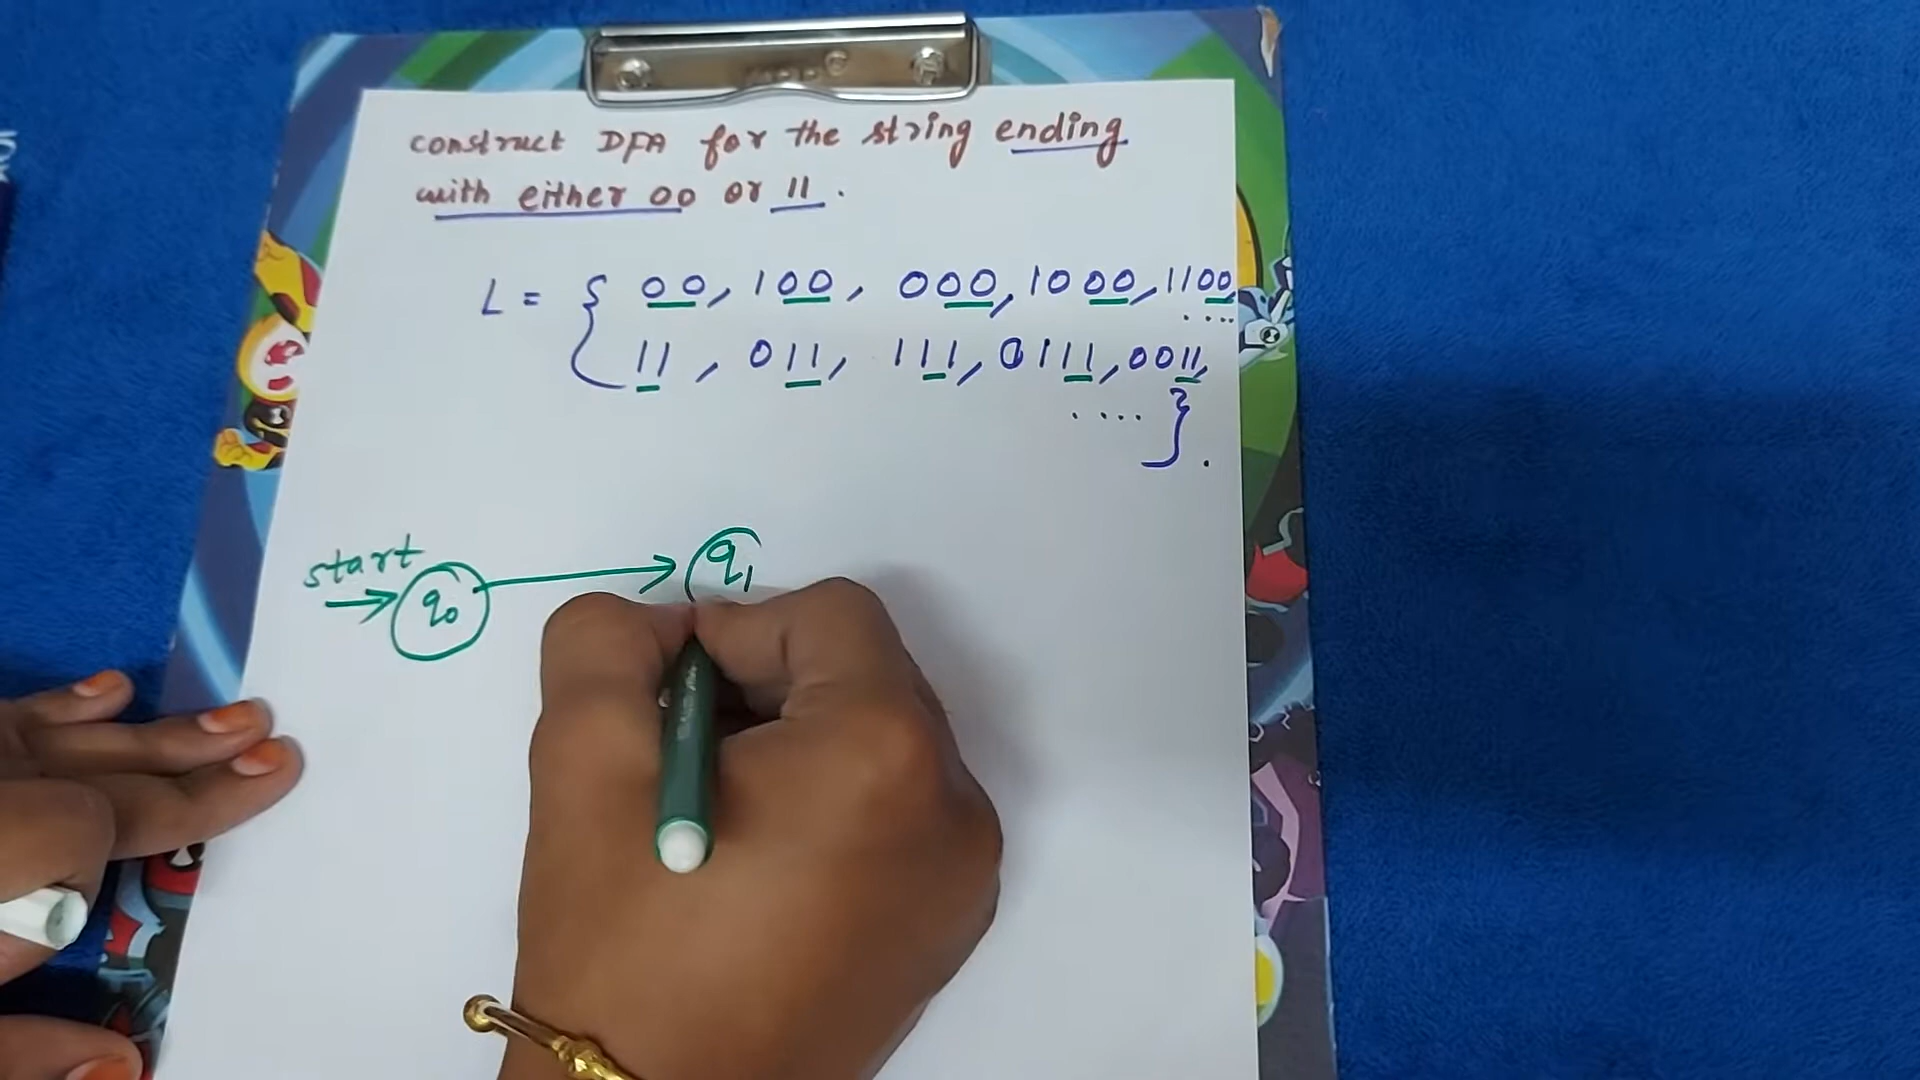 construct DFA for the string ending
with either 00 or 11.
L = { 00, 100, 000, 1000, 1100,
....
11, 011, 111, 0111, 0011,
.... }.
start
q0
q1